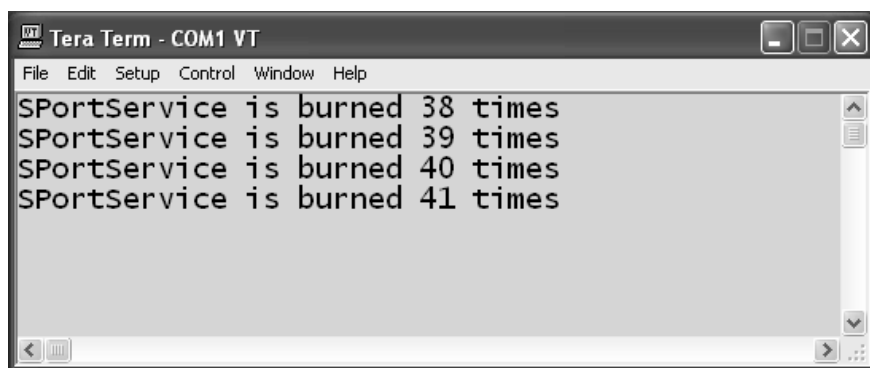 Tera Term - COM1 VT
File Edit Setup Control Window Help
SPortService is burned 38 times
SPortService is burned 39 times
SPortService is burned 40 times
SPortService is burned 41 times